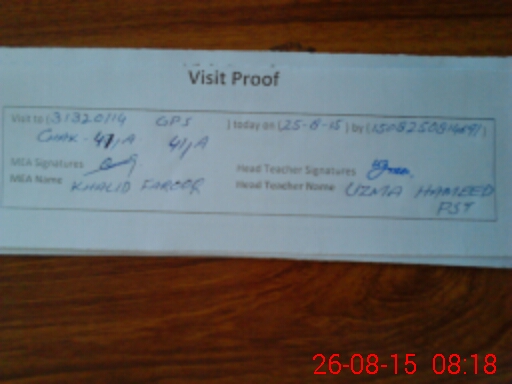 Visit Proof
Visit to (31320114 GPS ) today on (25-8-15) by (
CHAK-41/A 41/A
MEA Signatures Head Teacher Signatures
MEA Name KHALID FAROOQ Head Teacher Name UZMA HAMEED
PST
26-08-15 08:18